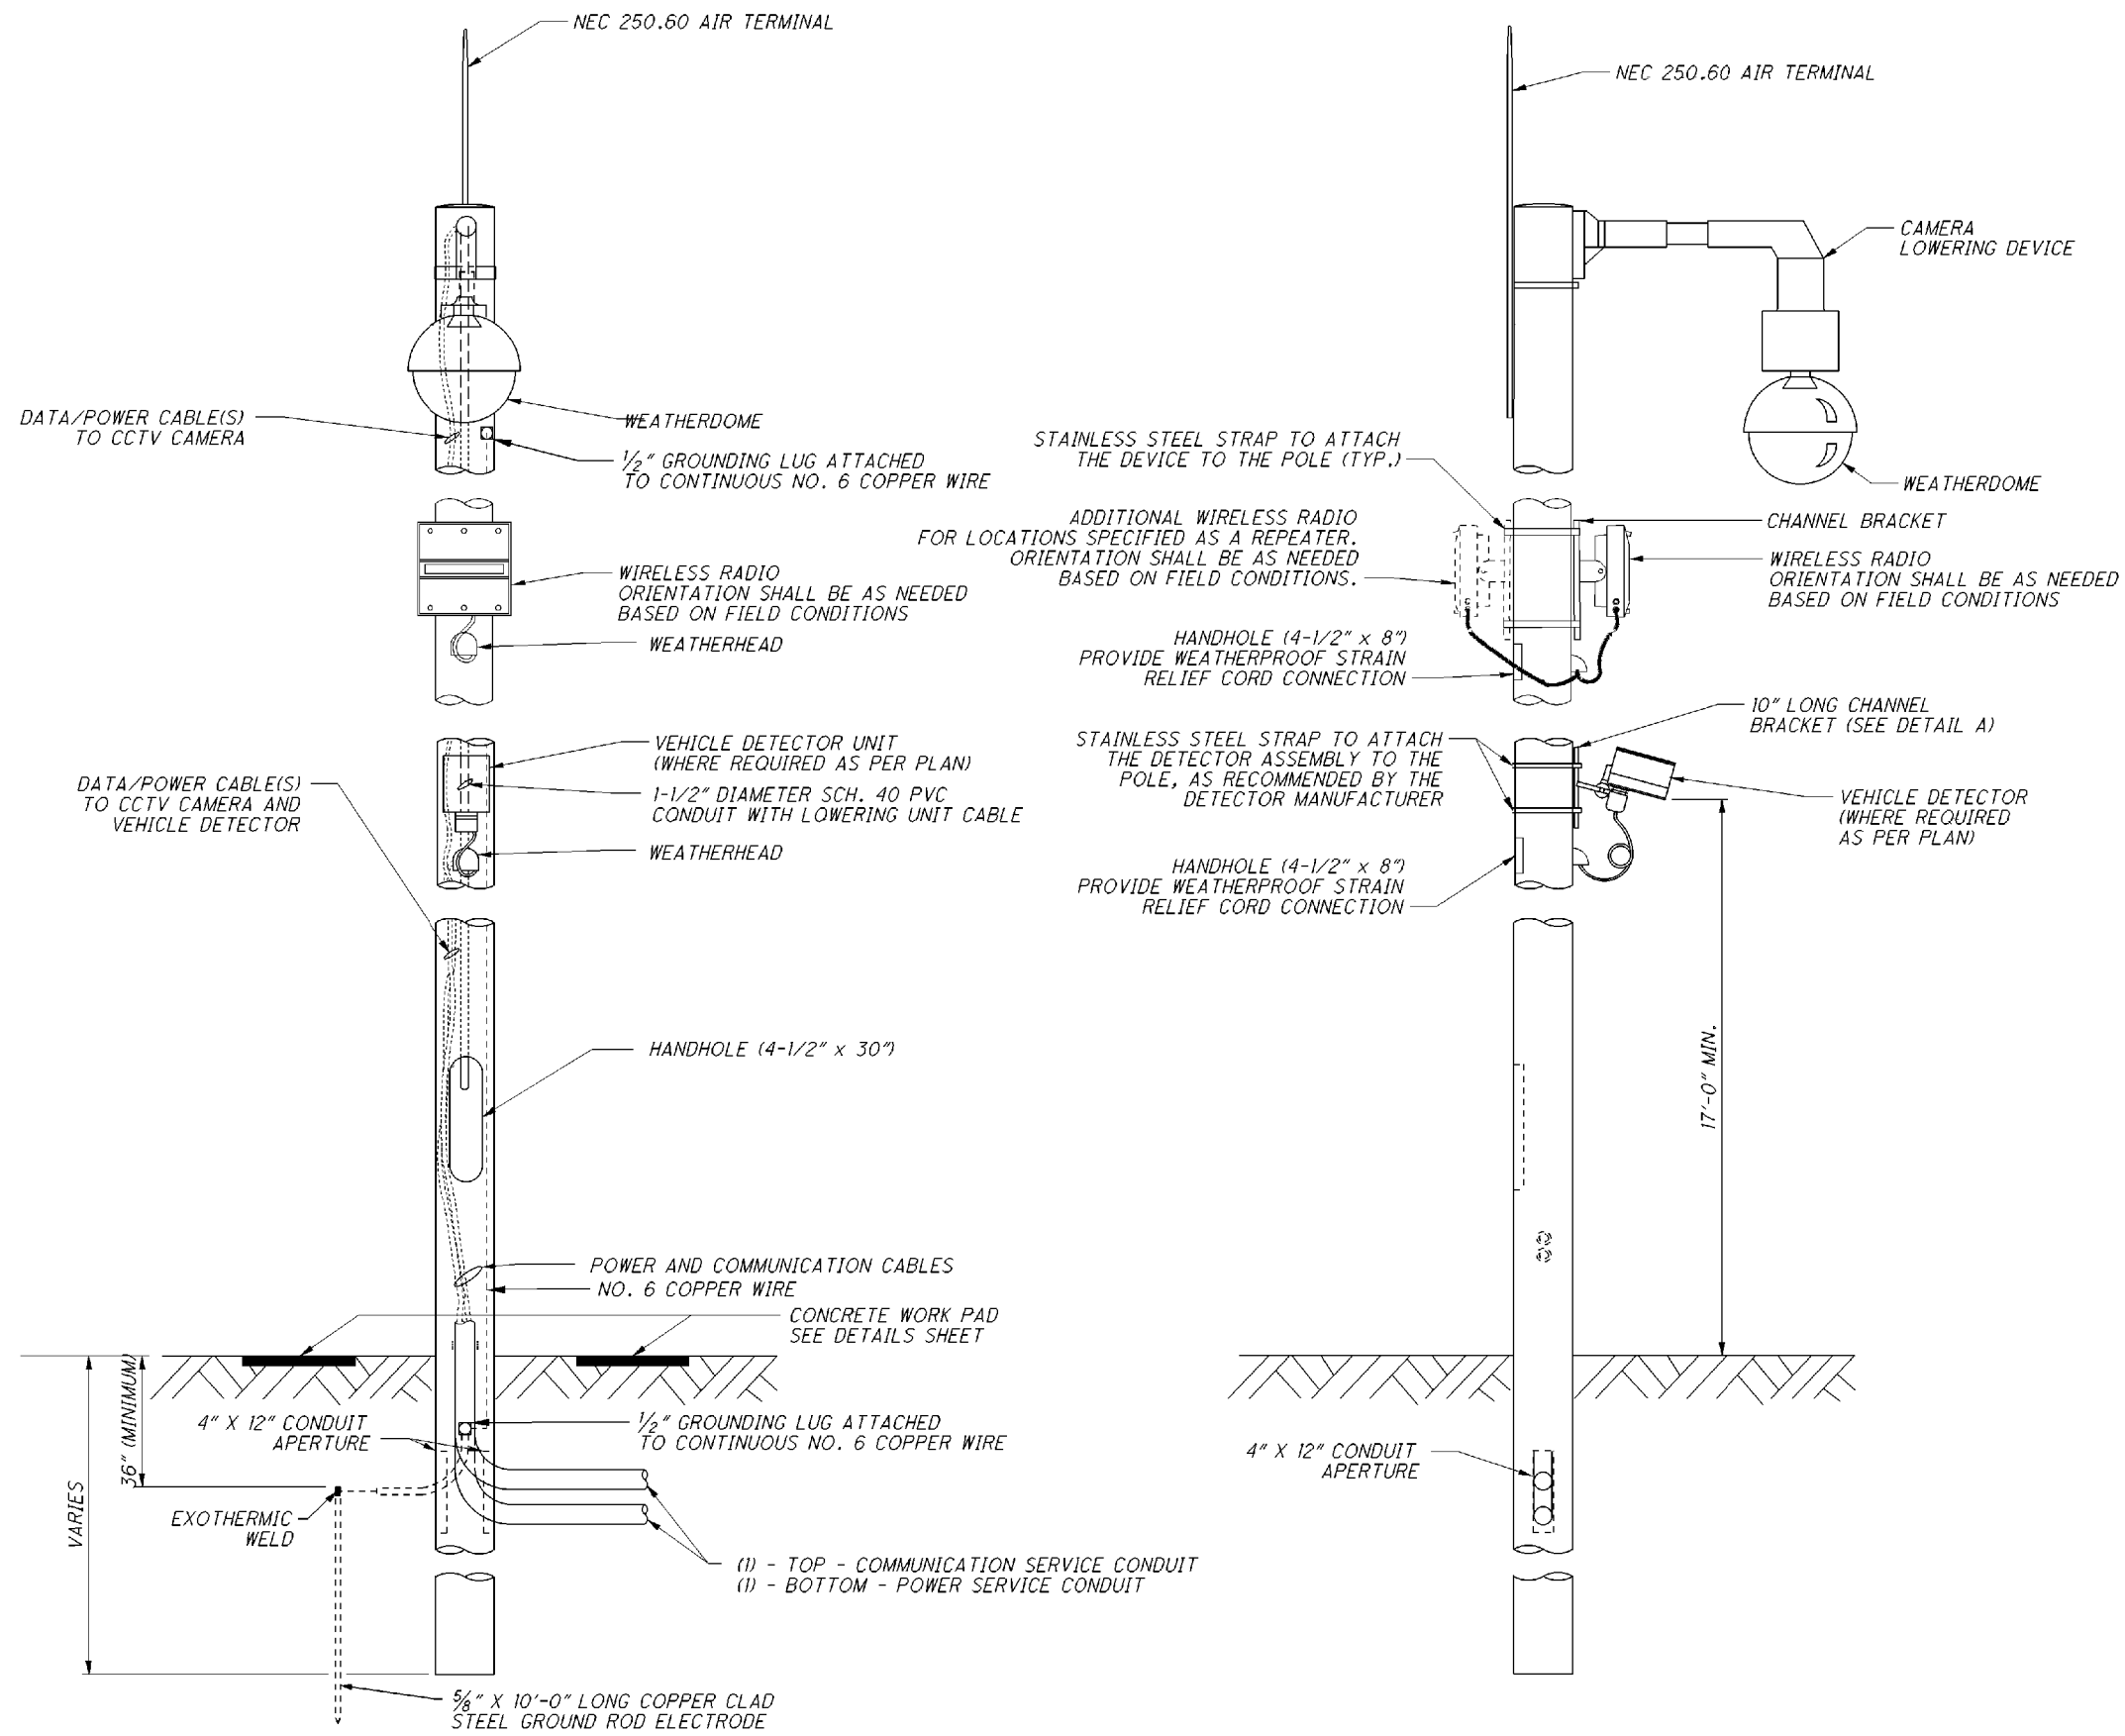 NEC 250.60 AIR TERMINAL
DATA/POWER CABLE(S)
TO CCTV CAMERA
WEATHERDOME
1/2" GROUNDING LUG ATTACHED
TO CONTINUOUS NO. 6 COPPER WIRE
WIRELESS RADIO
ORIENTATION SHALL BE AS NEEDED
BASED ON FIELD CONDITIONS
WEATHERHEAD
VEHICLE DETECTOR UNIT
(WHERE REQUIRED AS PER PLAN)
DATA/POWER CABLE(S)
TO CCTV CAMERA AND
VEHICLE DETECTOR
1-1/2" DIAMETER SCH. 40 PVC
CONDUIT WITH LOWERING UNIT CABLE
WEATHERHEAD
HANDHOLE (4-1/2" x 30")
POWER AND COMMUNICATION CABLES
NO. 6 COPPER WIRE
CONCRETE WORK PAD
SEE DETAILS SHEET
36" (MINIMUM)
VARIES
4" X 12" CONDUIT
APERTURE
1/2" GROUNDING LUG ATTACHED
TO CONTINUOUS NO. 6 COPPER WIRE
EXOTHERMIC
WELD
(1) - TOP - COMMUNICATION SERVICE CONDUIT
(1) - BOTTOM - POWER SERVICE CONDUIT
5/8" X 10'-0" LONG COPPER CLAD
STEEL GROUND ROD ELECTRODE
NEC 250.60 AIR TERMINAL
CAMERA
LOWERING DEVICE
STAINLESS STEEL STRAP TO ATTACH
THE DEVICE TO THE POLE (TYP.)
WEATHERDOME
ADDITIONAL WIRELESS RADIO
FOR LOCATIONS SPECIFIED AS A REPEATER.
ORIENTATION SHALL BE AS NEEDED
BASED ON FIELD CONDITIONS.
CHANNEL BRACKET
WIRELESS RADIO
ORIENTATION SHALL BE AS NEEDED
BASED ON FIELD CONDITIONS
HANDHOLE (4-1/2" x 8")
PROVIDE WEATHERPROOF STRAIN
RELIEF CORD CONNECTION
10" LONG CHANNEL
BRACKET (SEE DETAIL A)
STAINLESS STEEL STRAP TO ATTACH
THE DETECTOR ASSEMBLY TO THE
POLE, AS RECOMMENDED BY THE
DETECTOR MANUFACTURER
VEHICLE DETECTOR
(WHERE REQUIRED
AS PER PLAN)
HANDHOLE (4-1/2" x 8")
PROVIDE WEATHERPROOF STRAIN
RELIEF CORD CONNECTION
17'-0" MIN.
4" X 12" CONDUIT
APERTURE